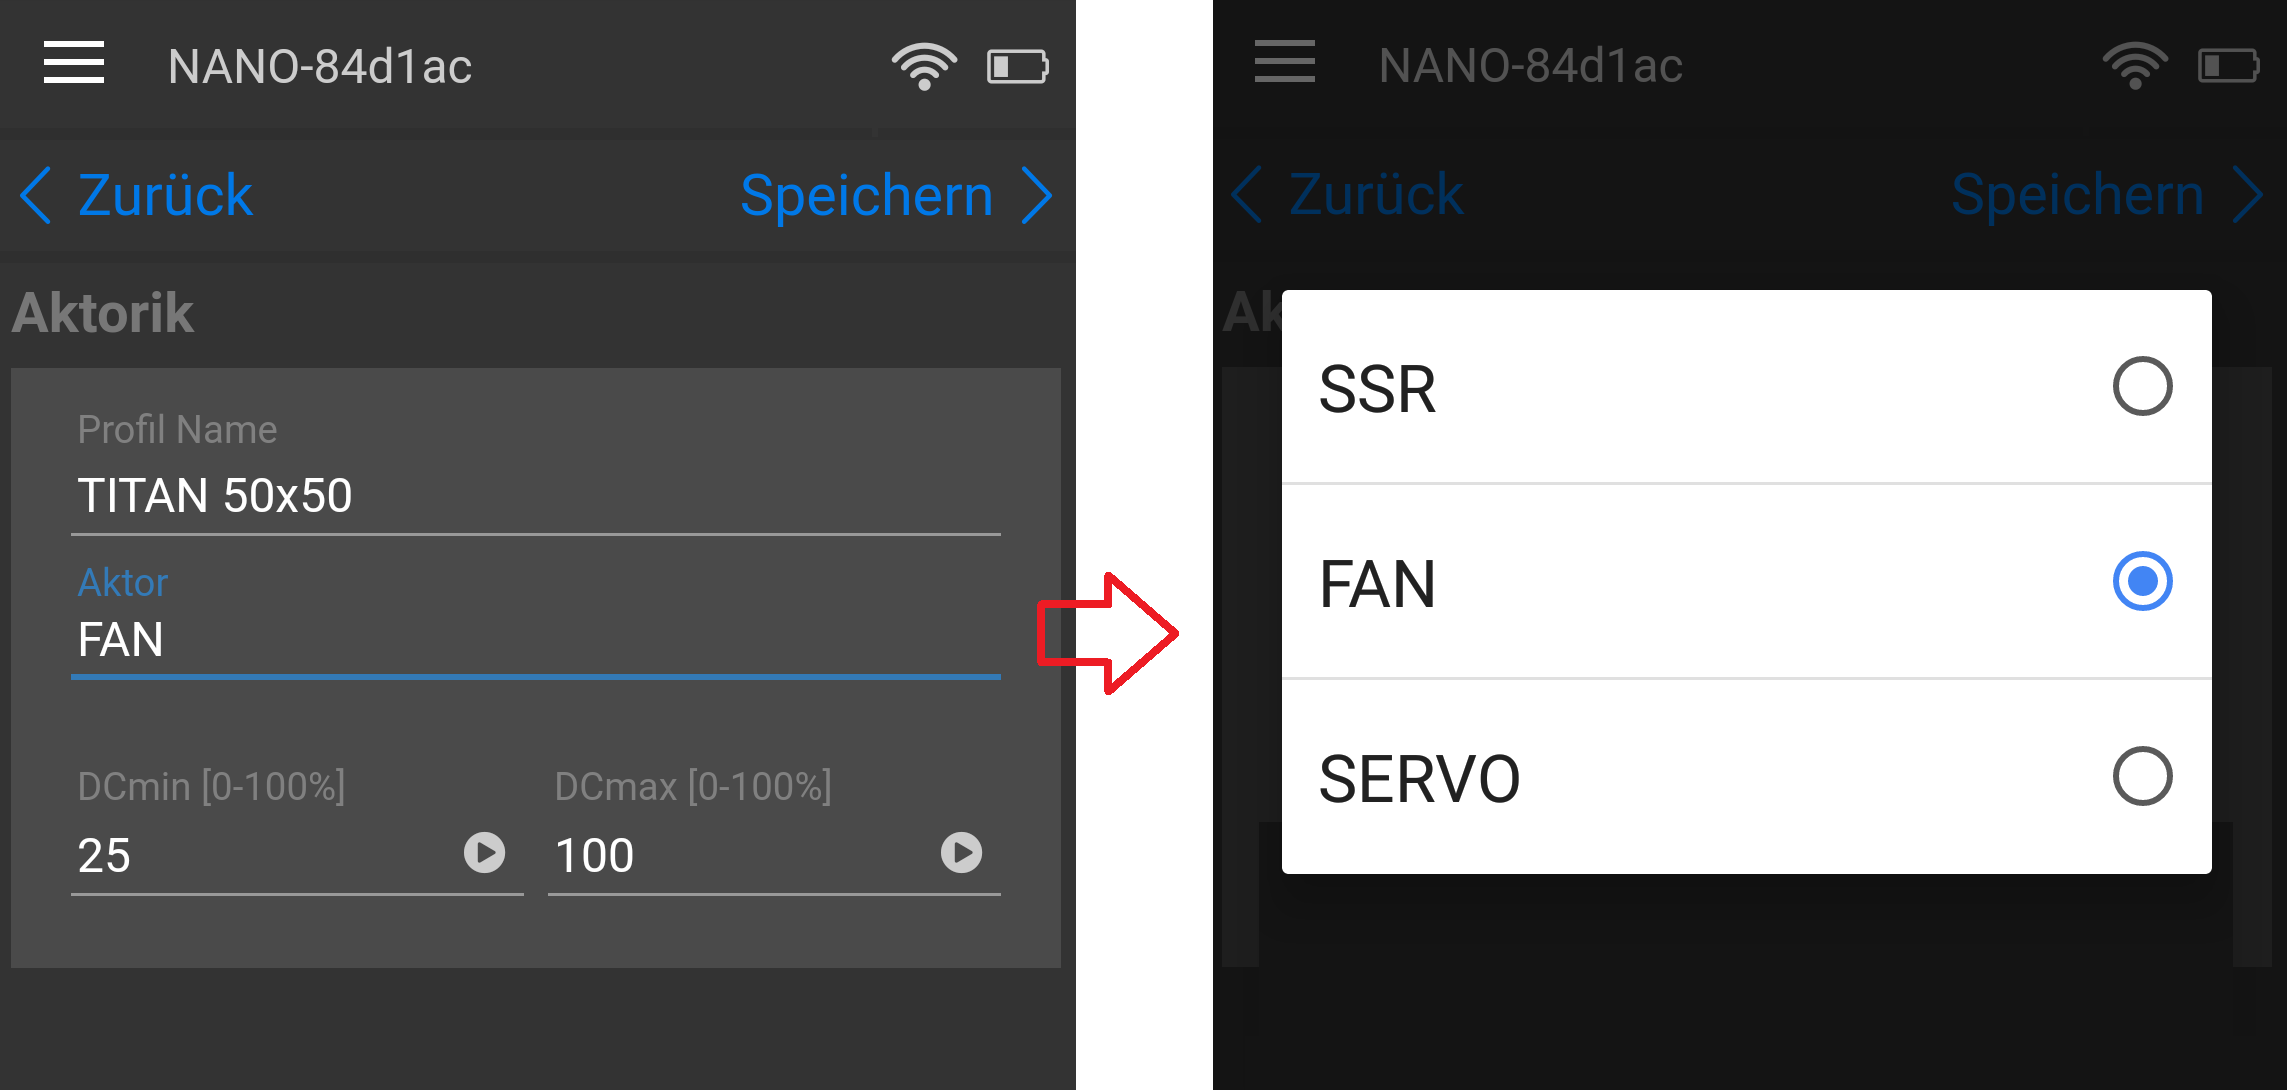 NANO-84d1ac
Zurück
Speichern
Aktorik
Profil Name
TITAN 50x50
Aktor
FAN
DCmin [0-100%]
DCmax [0-100%]
25
100
NANO-84d1ac
Zurück
Speichern
Ak
SSR
FAN
SERVO